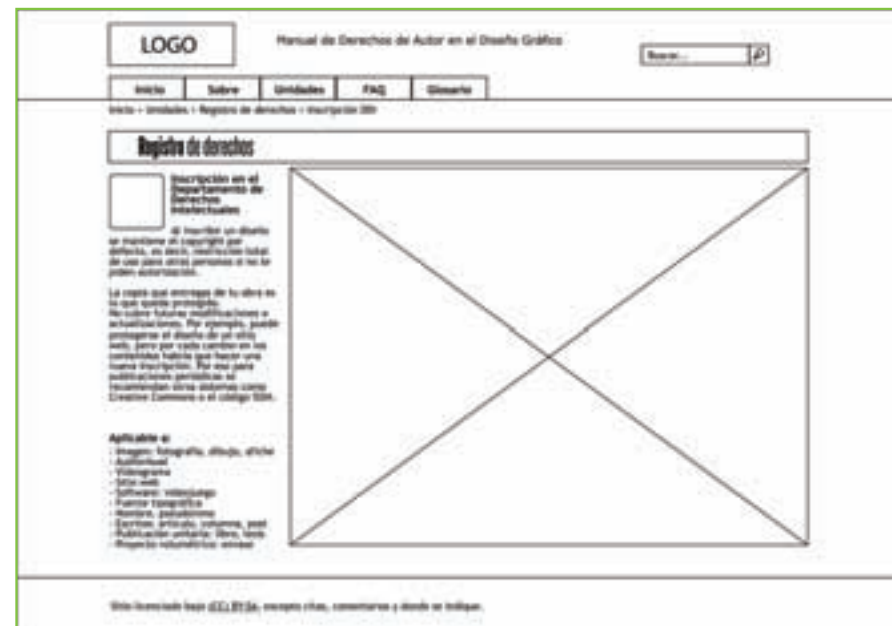 LOGO
Manual de Derechos de Autor en el Diseño Gráfico
Buscar...
Inicio
Sobre
Unidades
FAQ
Glosario
Inicio > Unidades > Registro de derechos > Inscripción DDI
Registro de derechos
Inscripción en el
Departamento de
Derechos
Intelectuales
Al inscribir un diseño
se mantiene el copyright por
defecto, es decir, restricción total
de uso para otras personas si no te
piden autorización.
La copia que entregas de tu obra es
lo que queda protegido.
No cubre futuras modificaciones o
actualizaciones. Por ejemplo, puede
protegerse el diseño de un sitio
web, pero por cada cambio en los
contenidos habría que hacer una
nueva inscripción. Por eso para
publicaciones periódicas se
recomiendan otros sistemas como
Creative Commons o el código
Aplicable a:
- Imagen: fotografía, dibujo, afiche
- Audiovisual
- Videograma
- Sitio web
- Software: videojuego
- Fuente tipográfica
- Nombre, pseudónimo
- Escritos: artículo, columna, post
- Publicación unitaria: libro, tesis
- Proyecto volumétrico: envase
Sitio licenciado bajo (CC) BY-SA, excepto citas, comentarios y donde se indique.